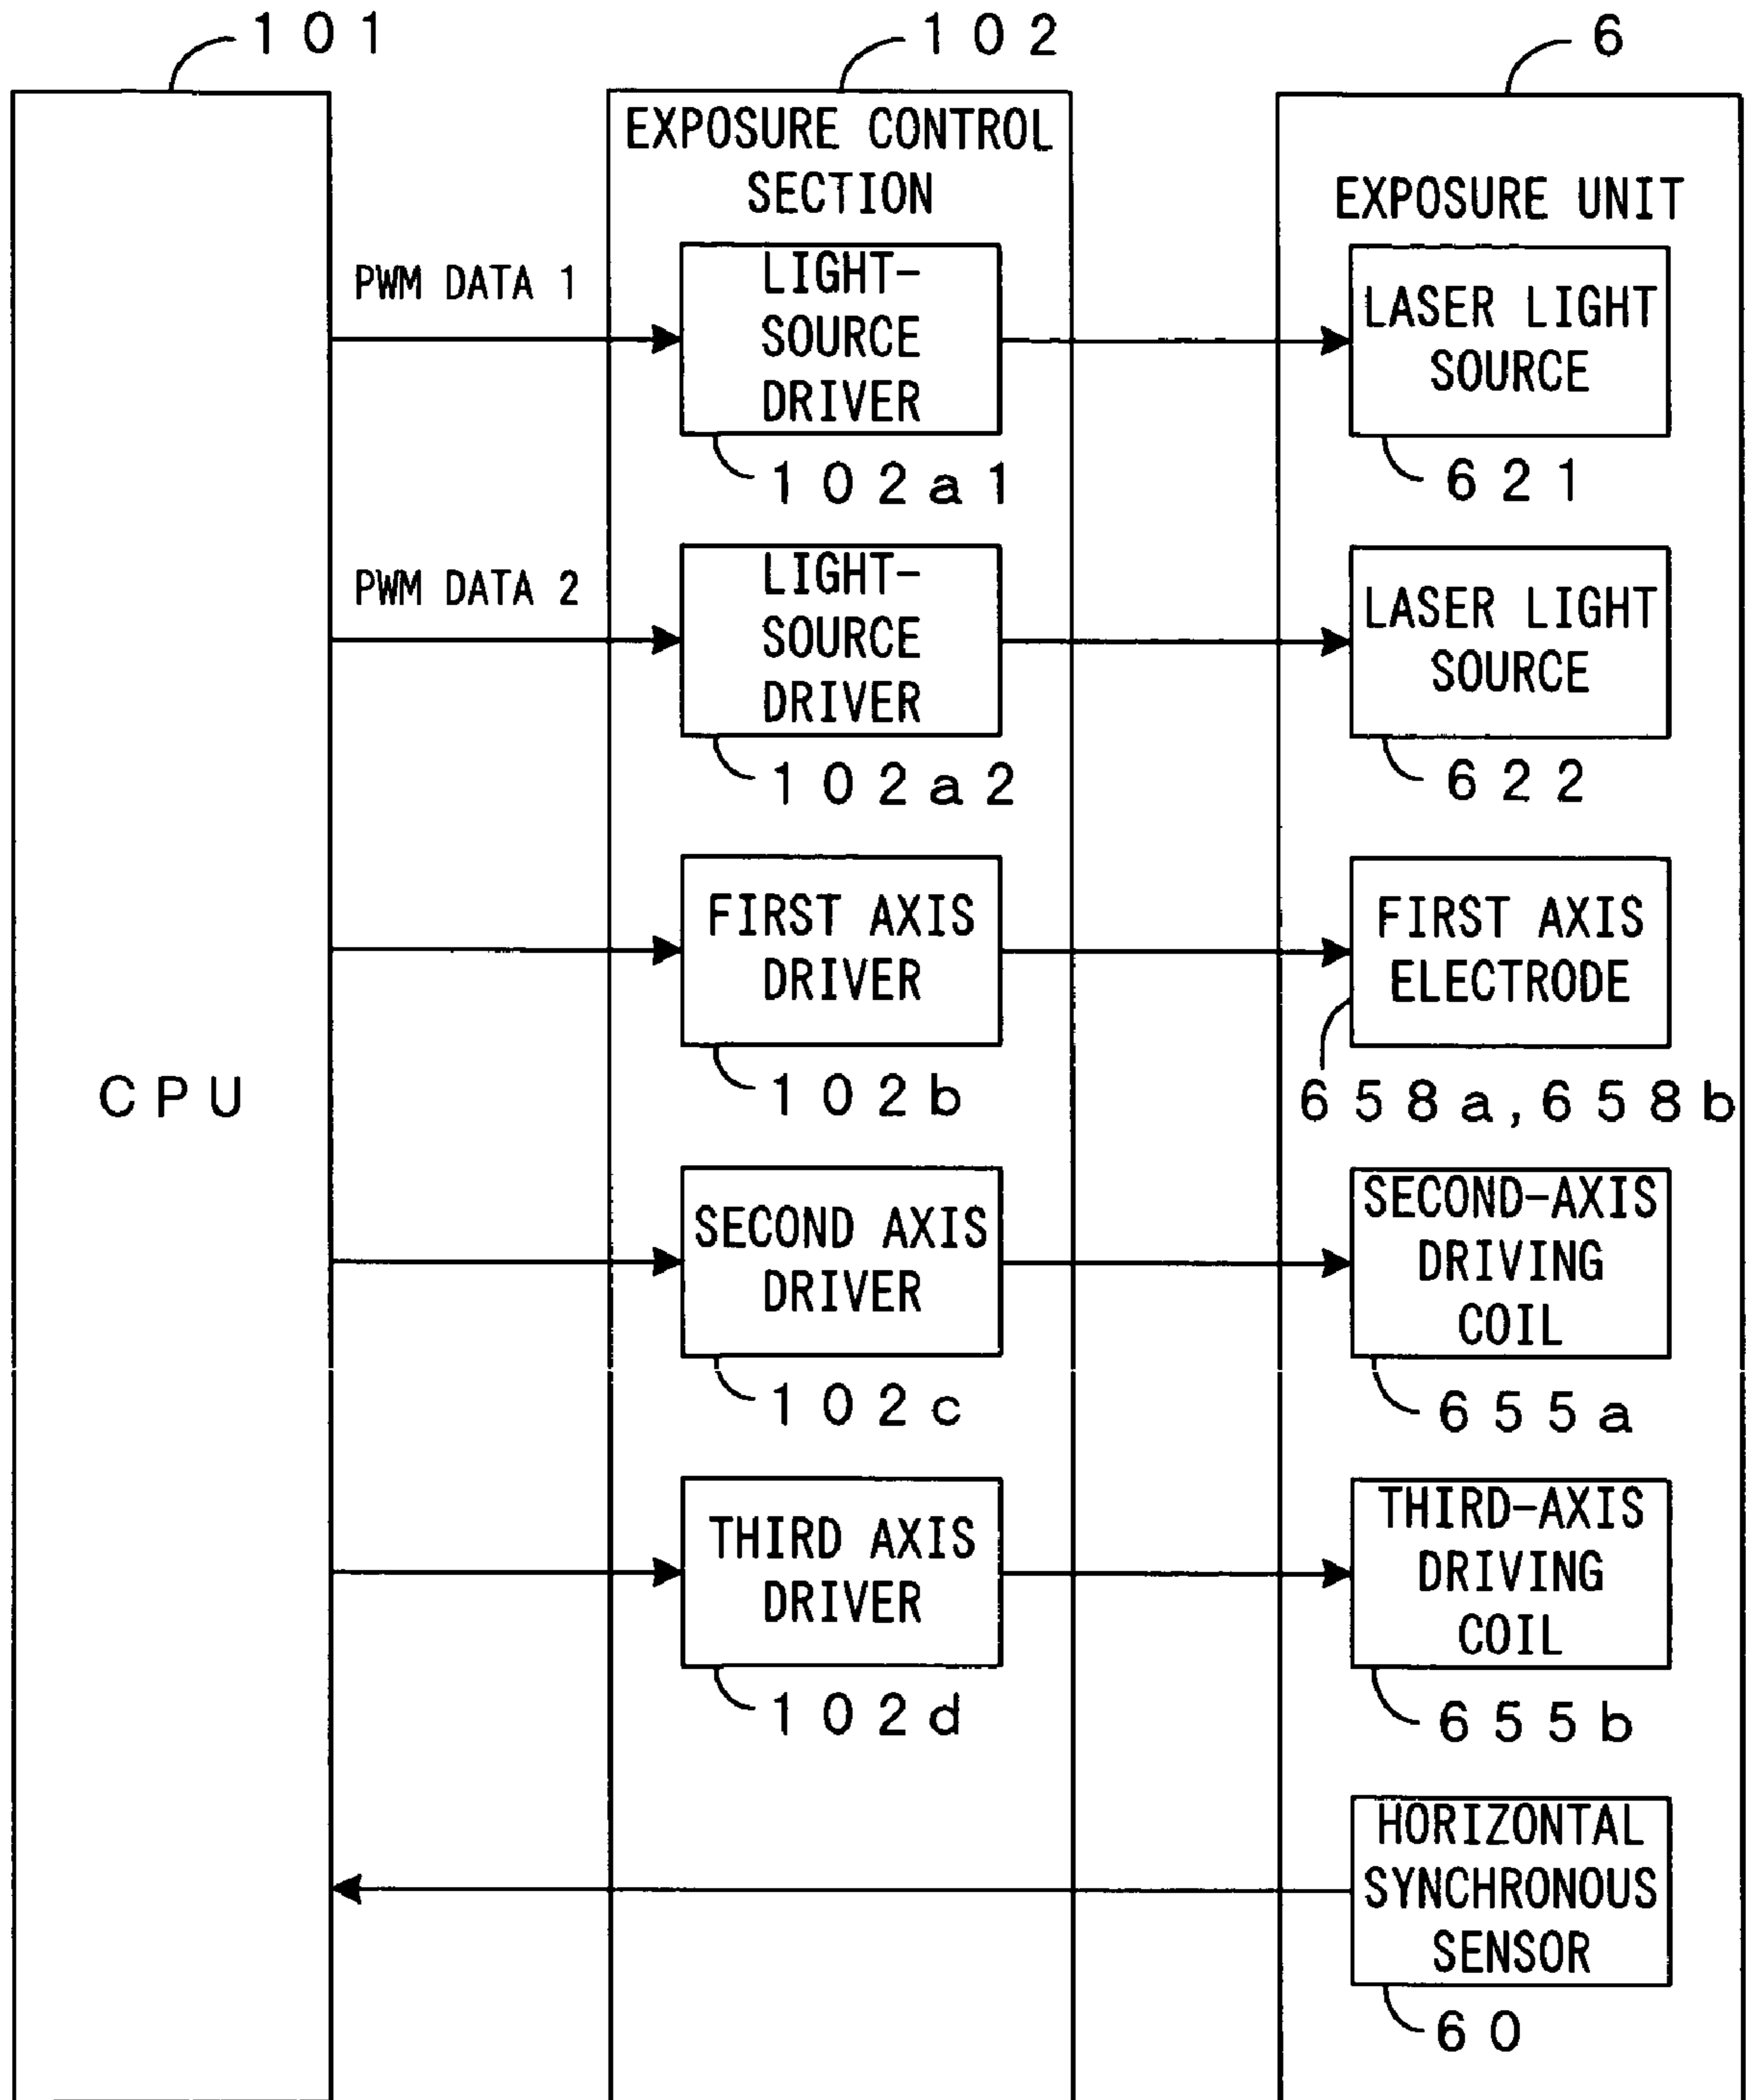 101
102
6
EXPOSURE CONTROL
SECTION
EXPOSURE UNIT
PWM DATA 1
LIGHT-
SOURCE
DRIVER
102a1
LASER LIGHT
SOURCE
621
PWM DATA 2
LIGHT-
SOURCE
DRIVER
102a2
LASER LIGHT
SOURCE
622
CPU
FIRST AXIS
DRIVER
102b
FIRST AXIS
ELECTRODE
658a,658b
SECOND AXIS
DRIVER
102c
SECOND-AXIS
DRIVING
COIL
655a
THIRD AXIS
DRIVER
102d
THIRD-AXIS
DRIVING
COIL
655b
HORIZONTAL
SYNCHRONOUS
SENSOR
60